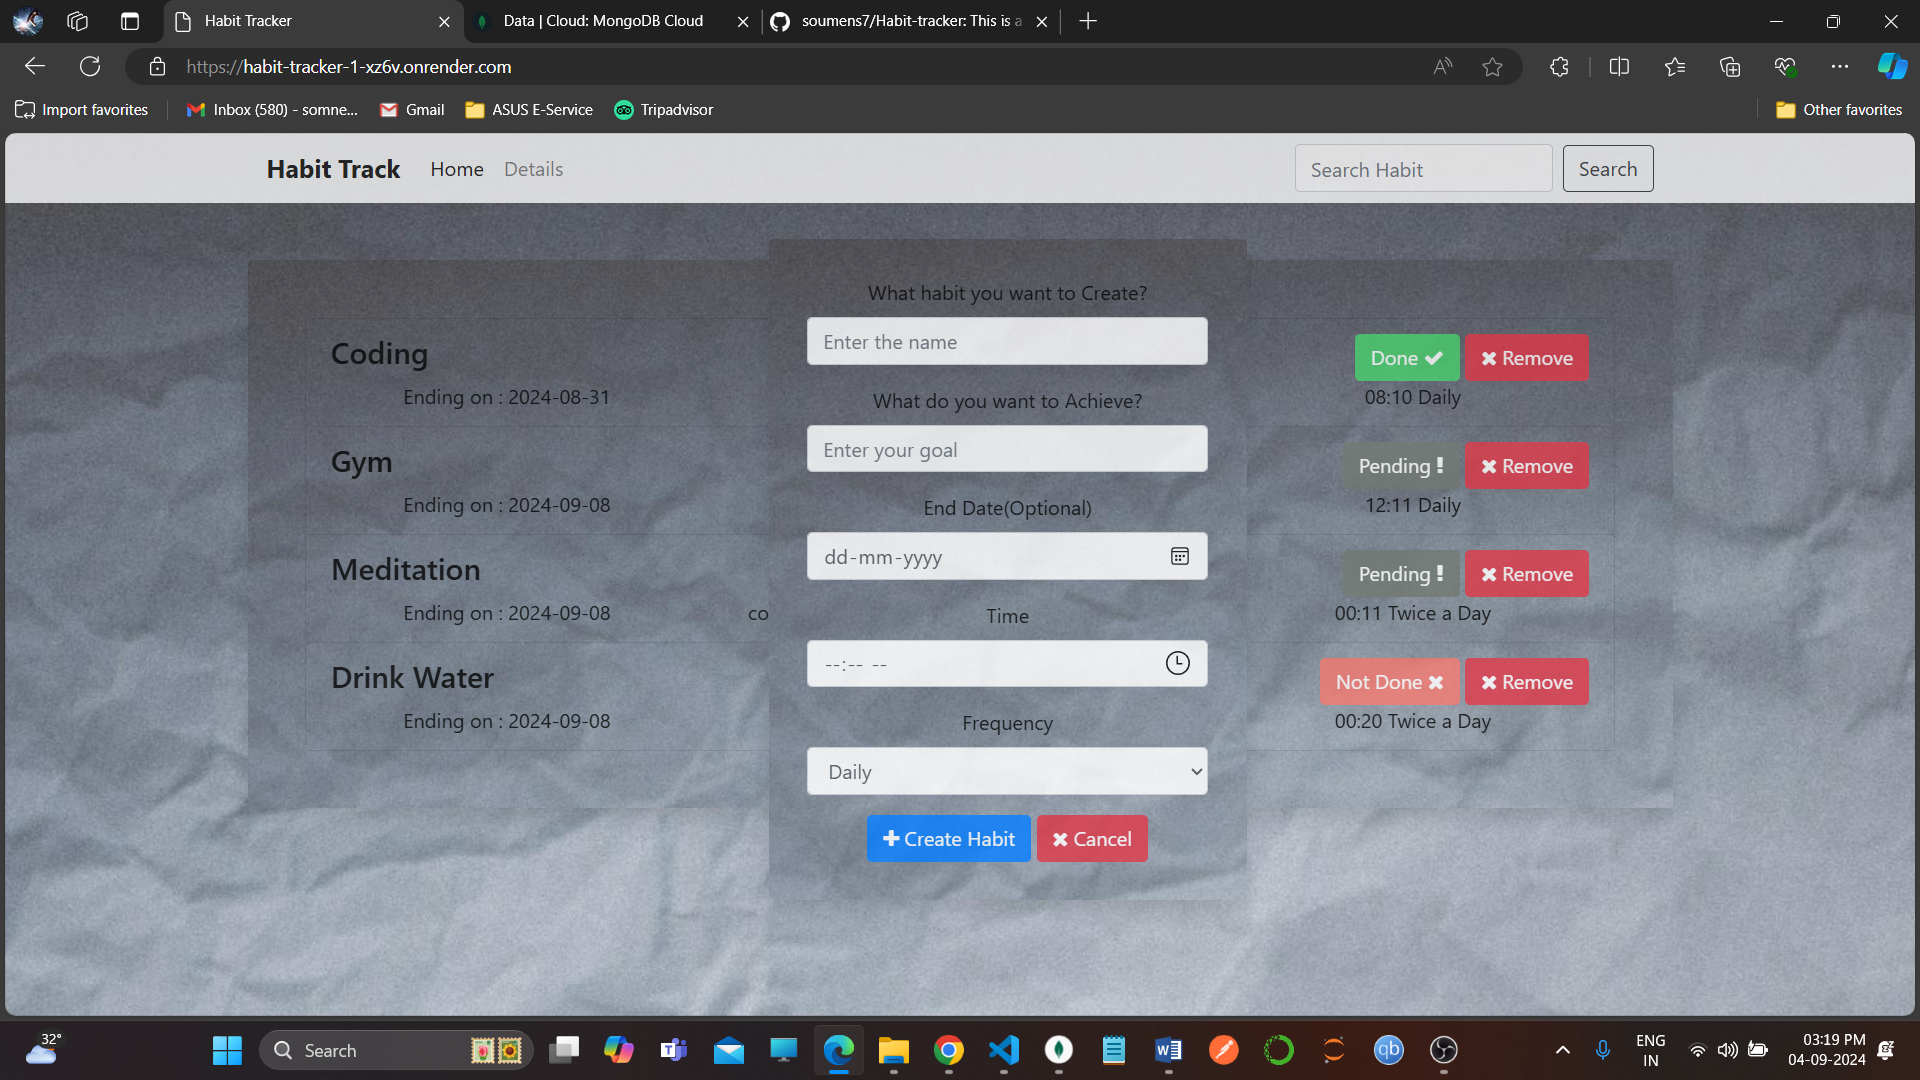 Habit Tracker
Data | Cloud: MongoDB Cloud
soumens7/Habit-tracker: This is a
https://habit-tracker-1-xz6v.onrender.com
Import favorites
Inbox (580) - somne...
Gmail
ASUS E-Service
Tripadvisor
Other favorites
Habit Track
Home
Details
Search Habit
Search
What habit you want to Create?
Enter the name
What do you want to Achieve?
Enter your goal
End Date(Optional)
dd-mm-yyyy
Time
--:-- --
Frequency
Daily
Create Habit
Cancel
Coding
Ending on : 2024-08-31
Done
Remove
08:10 Daily
Gym
Ending on : 2024-09-08
Pending
Remove
12:11 Daily
Meditation
Ending on : 2024-09-08
co
Pending
Remove
00:11 Twice a Day
Drink Water
Ending on : 2024-09-08
Not Done
Remove
00:20 Twice a Day
32°
Search
qb
ENG
IN
03:19 PM
04-09-2024